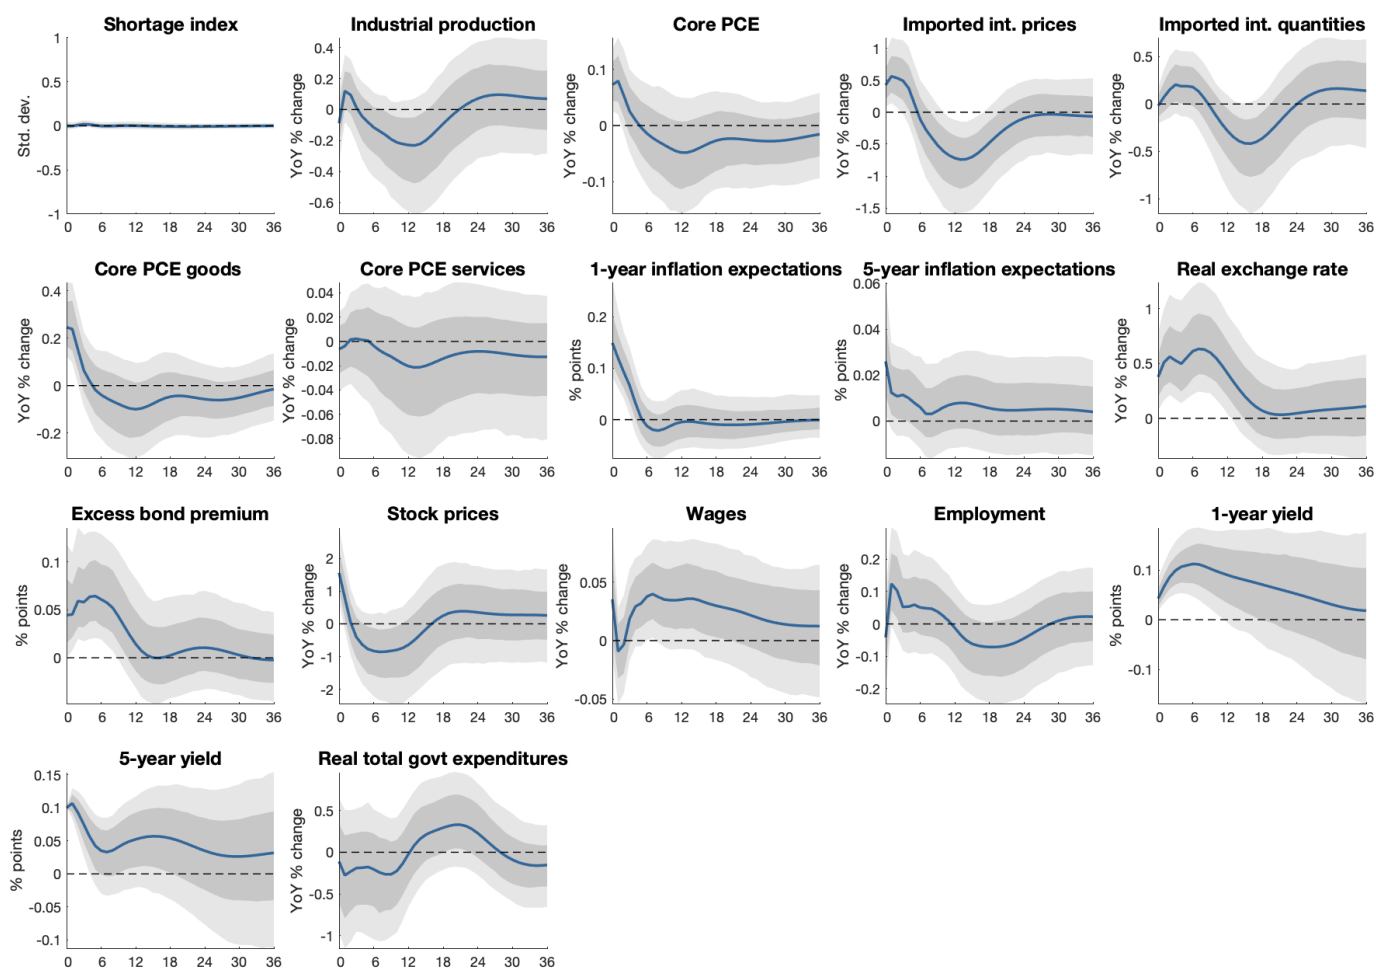 Shortage index
Std. dev.
1
0.5
0
-0.5
-1
0 6 12 18 24 30 36
Industrial production
YoY % change
0.4
0.2
0
-0.2
-0.4
-0.6
0 6 12 18 24 30 36
Core PCE
YoY % change
0.1
0
-0.1
0 6 12 18 24 30 36
Imported int. prices
YoY % change
1
0.5
0
-0.5
-1
-1.5
0 6 12 18 24 30 36
Imported int. quantities
YoY % change
0.5
0
-0.5
-1
0 6 12 18 24 30 36
Core PCE goods
YoY % change
0.4
0.2
0
-0.2
0 6 12 18 24 30 36
Core PCE services
YoY % change
0.04
0.02
0
-0.02
-0.04
-0.06
-0.08
0 6 12 18 24 30 36
1-year inflation expectations
% points
0.2
0.1
0
0 6 12 18 24 30 36
5-year inflation expectations
% points
0.06
0.04
0.02
0
0 6 12 18 24 30 36
Real exchange rate
YoY % change
1
0.5
0
0 6 12 18 24 30 36
Excess bond premium
% points
0.1
0.05
0
0 6 12 18 24 30 36
Stock prices
YoY % change
2
1
0
-1
-2
0 6 12 18 24 30 36
Wages
YoY % change
0.05
0
-0.05
0 6 12 18 24 30 36
Employment
YoY % change
0.2
0.1
0
-0.1
-0.2
0 6 12 18 24 30 36
1-year yield
% points
0.1
0
-0.1
0 6 12 18 24 30 36
5-year yield
% points
0.15
0.1
0.05
0
-0.05
-0.1
0 6 12 18 24 30 36
Real total govt expenditures
YoY % change
0.5
0
-0.5
-1
0 6 12 18 24 30 36